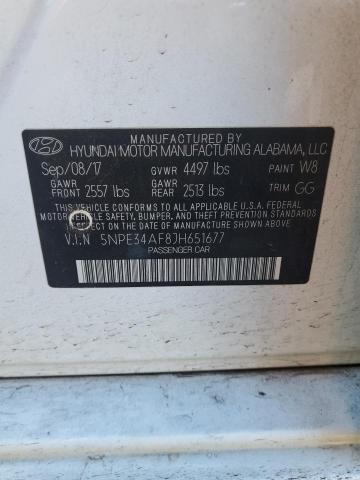 MANUFACTURED BY
HYUNDAI MOTOR MANUFACTURING ALABAMA, LLC
Sep/08/17 GVWR 4497 lbs PAINT W8
GAWR FRONT 2557 lbs GAWR REAR 2513 lbs TRIM GG
THIS VEHICLE CONFORMS TO ALL APPLICABLE U.S.A FEDERAL
MOTOR VEHICLE SAFETY, BUMPER, AND THEFT PREVENTION
STANDARDS IN EFFECT ON THE DATE OF MANUFACTURE SHOWN ABOVE.
V.I.N 5NPE34AF8JH651677
PASSENGER CAR